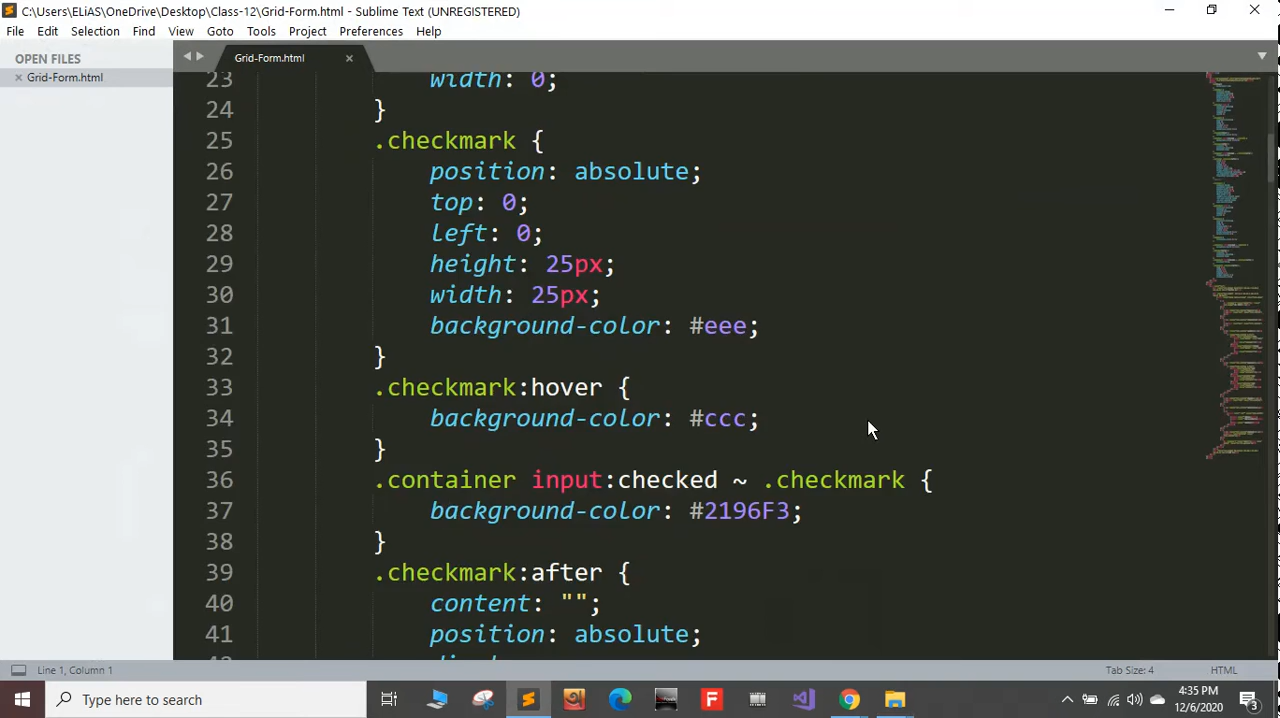 C:\Users\ELiAS\OneDrive\Desktop\Class-12\Grid-Form.html - Sublime Text (UNREGISTERED)
File Edit Selection Find View Goto Tools Project Preferences Help
OPEN FILES
Grid-Form.html
Grid-Form.html
23 width: 0;
24 }
25 .checkmark {
26 position: absolute;
27 top: 0;
28 left: 0;
29 height: 25px;
30 width: 25px;
31 background-color: #eee;
32 }
33 .checkmark:hover {
34 background-color: #ccc;
35 }
36 .container input:checked ~ .checkmark {
37 background-color: #2196F3;
38 }
39 .checkmark:after {
40 content: "";
41 position: absolute;
Line 1, Column 1
Tab Size: 4
HTML
Type here to search
4:35 PM
12/6/2020
3